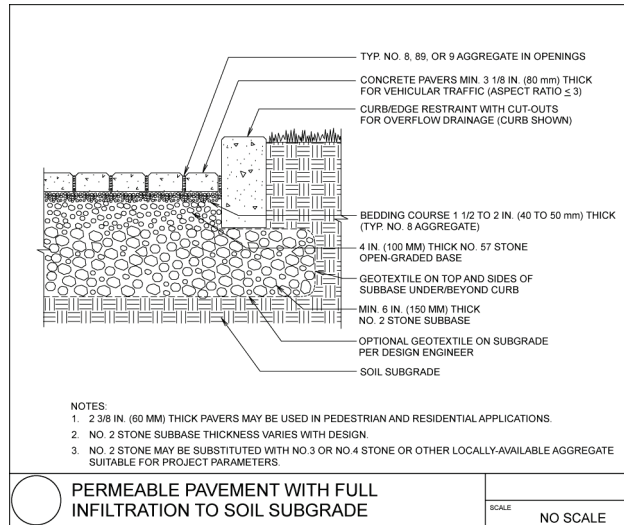 TYP. NO. 8, 89, OR 9 AGGREGATE IN OPENINGS
CONCRETE PAVERS MIN. 3 1/8 IN. (80 mm) THICK
FOR VEHICULAR TRAFFIC (ASPECT RATIO ≤ 3)
CURB/EDGE RESTRAINT WITH CUT-OUTS
FOR OVERFLOW DRAINAGE (CURB SHOWN)
BEDDING COURSE 1 1/2 TO 2 IN. (40 TO 50 mm) THICK
(TYP. NO. 8 AGGREGATE)
4 IN. (100 MM) THICK NO. 57 STONE
OPEN-GRADED BASE
GEOTEXTILE ON TOP AND SIDES OF
SUBBASE UNDER/BEYOND CURB
MIN. 6 IN. (150 MM) THICK
NO. 2 STONE SUBBASE
OPTIONAL GEOTEXTILE ON SUBGRADE
PER DESIGN ENGINEER
SOIL SUBGRADE
NOTES:
1. 2 3/8 IN. (60 MM) THICK PAVERS MAY BE USED IN PEDESTRIAN AND RESIDENTIAL APPLICATIONS.
2. NO. 2 STONE SUBBASE THICKNESS VARIES WITH DESIGN.
3. NO. 2 STONE MAY BE SUBSTITUTED WITH NO.3 OR NO.4 STONE OR OTHER LOCALLY-AVAILABLE AGGREGATE
SUITABLE FOR PROJECT PARAMETERS.
PERMEABLE PAVEMENT WITH FULL
INFILTRATION TO SOIL SUBGRADE
SCALE
NO SCALE